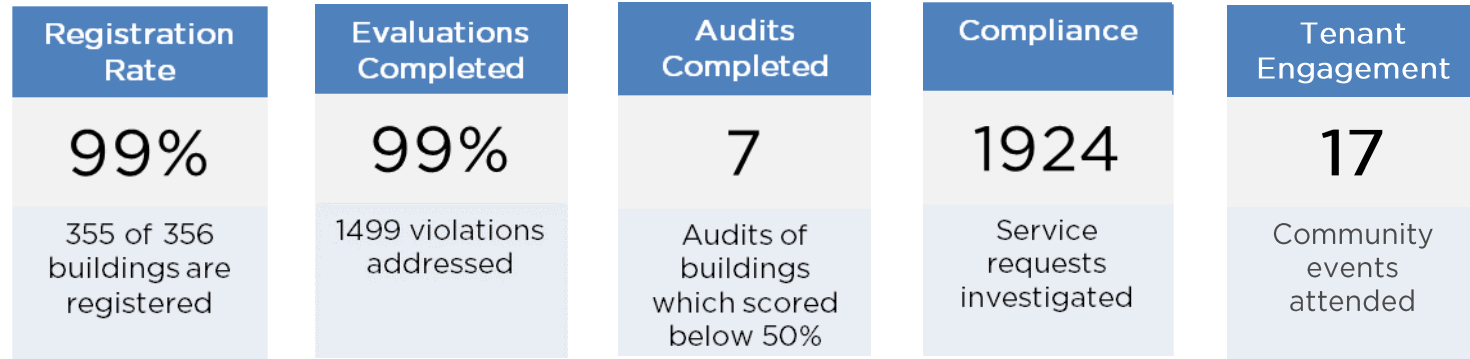 Registration
Rate
99%
355 of 356
buildings are
registered
Evaluations
Completed
99%
1499 violations
addressed
Audits
Completed
7
Audits of
buildings
which scored
below 50%
Compliance
1924
Service
requests
investigated
Tenant
Engagement
17
Community
events
attended